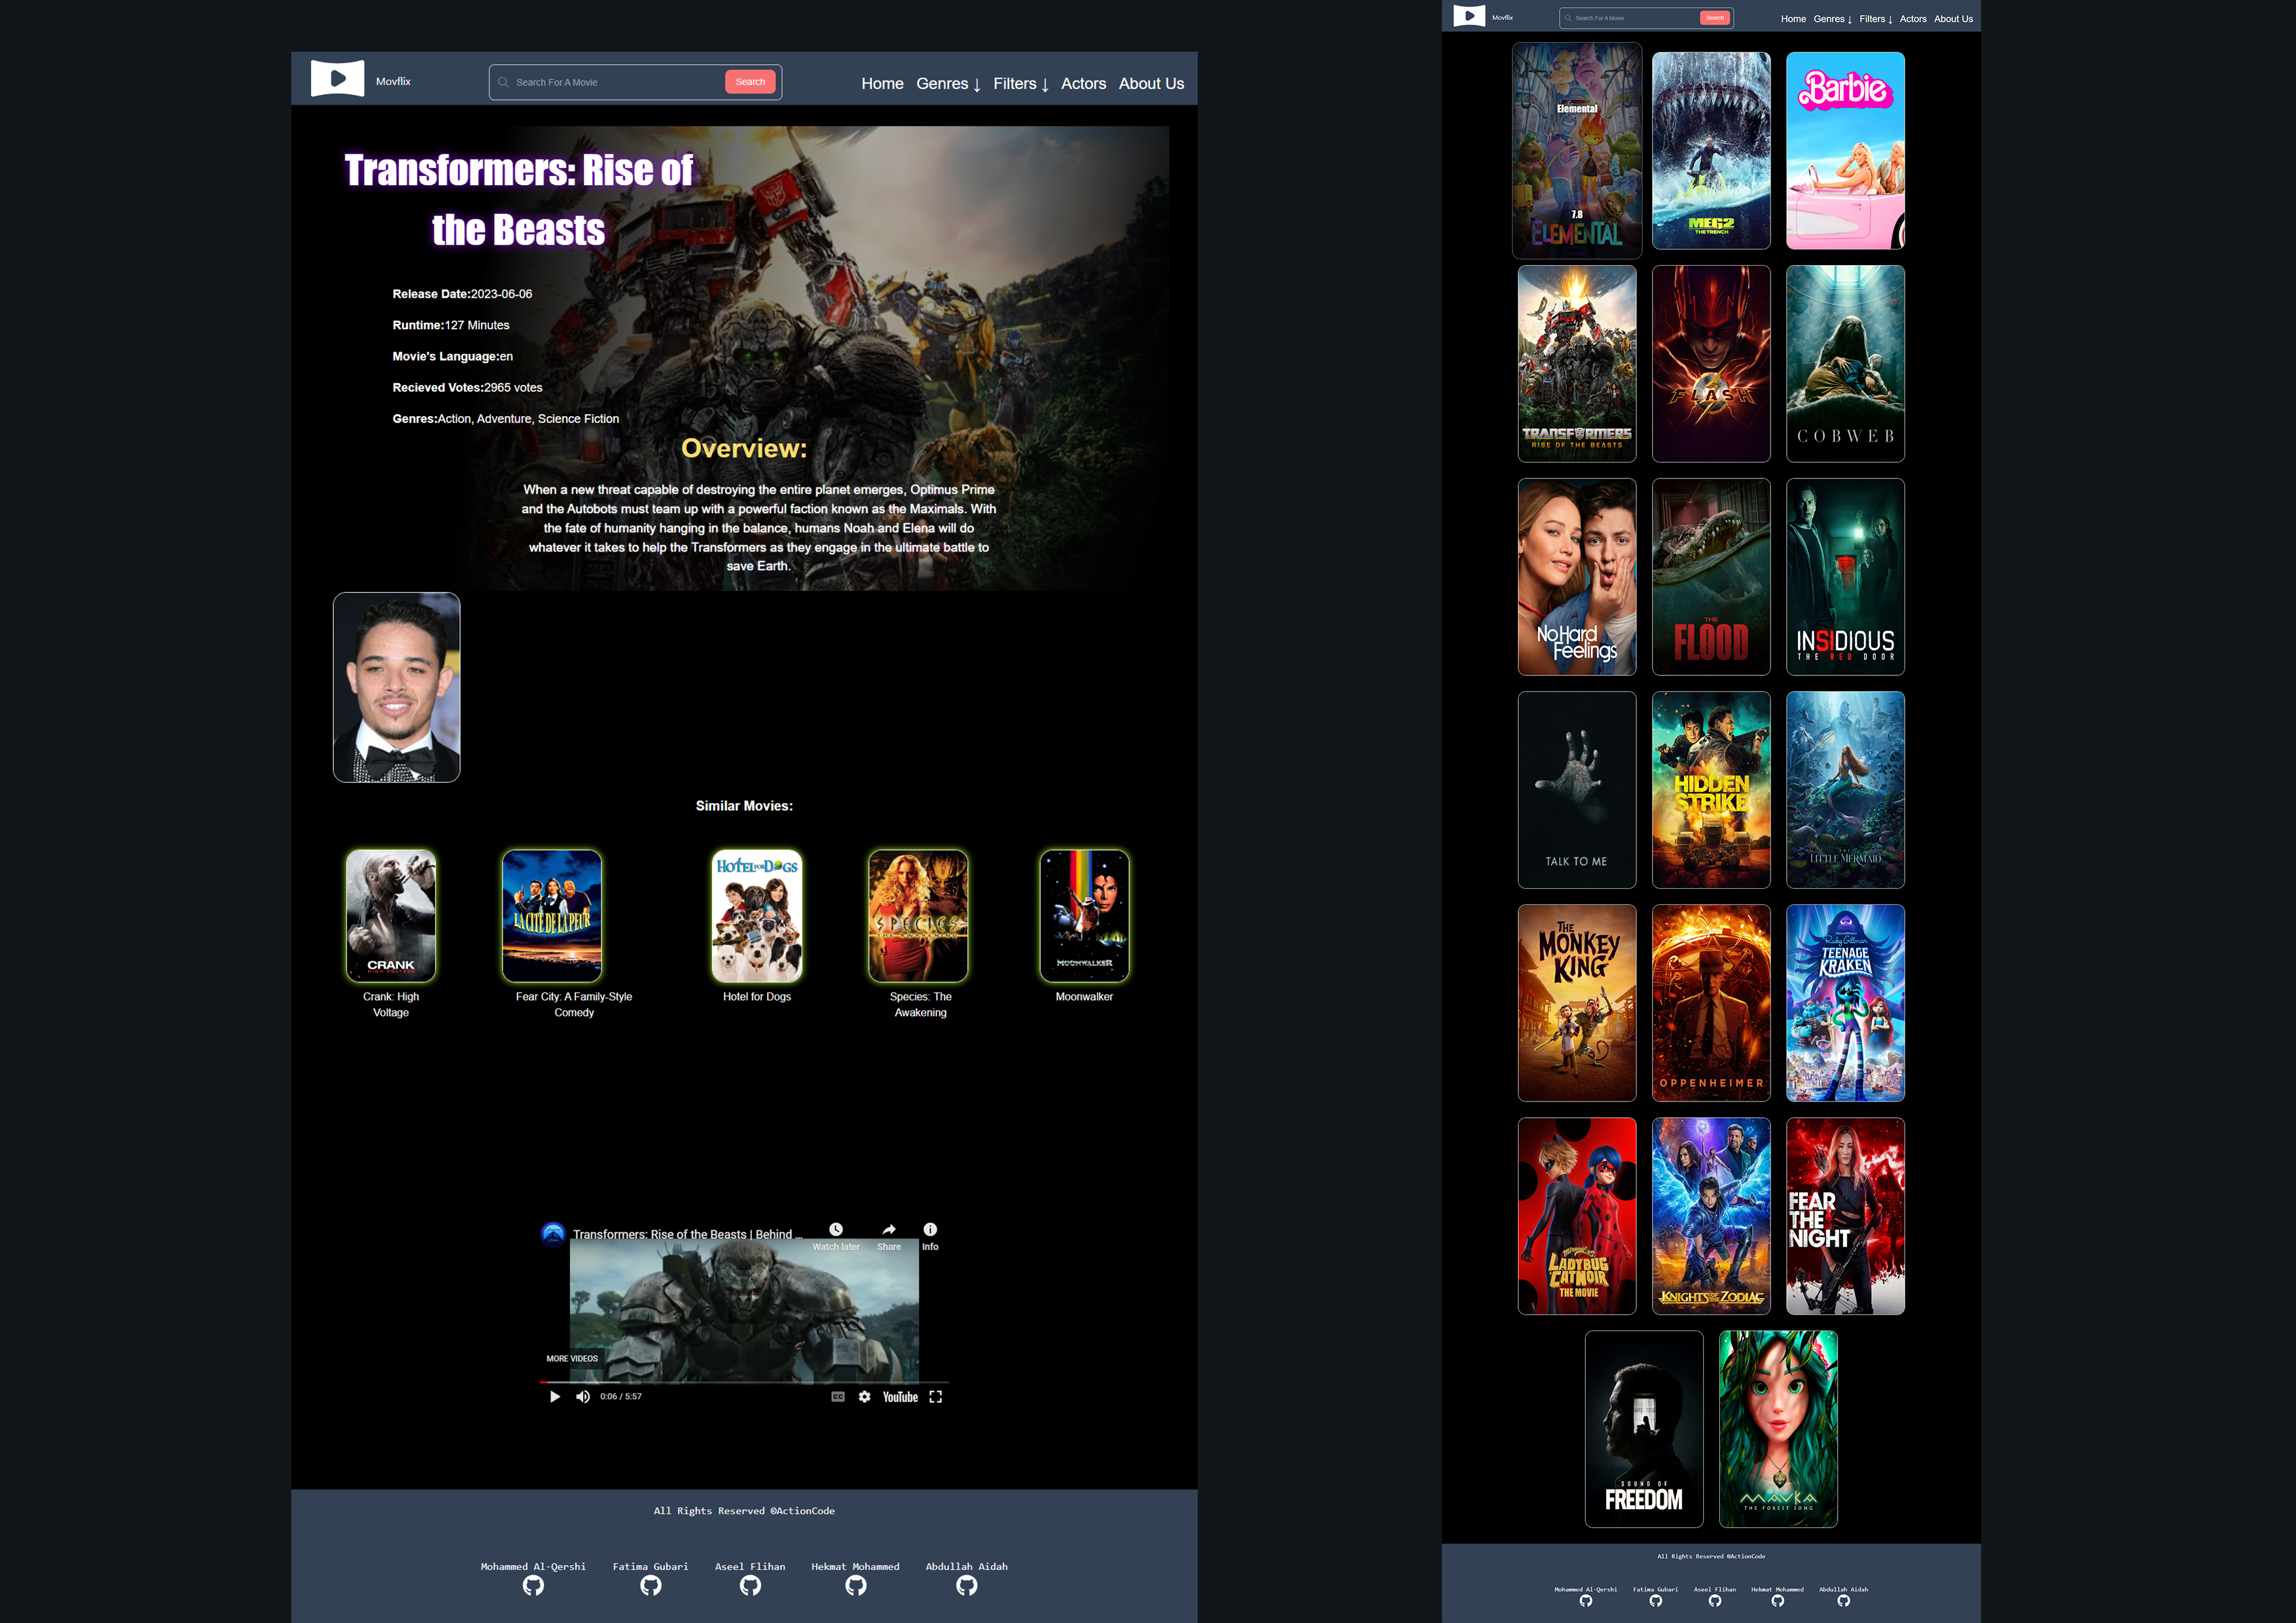 Movflix
Search For A Movie
Search
Home Genres ↓ Filters ↓ Actors About Us
Transformers: Rise of
the Beasts
Release Date:2023-06-06
Runtime:127 Minutes
Movie's Language:en
Recieved Votes:2965 votes
Genres:Action, Adventure, Science Fiction
Overview:
When a new threat capable of destroying the entire planet emerges, Optimus Prime
and the Autobots must team up with a powerful faction known as the Maximals. With
the fate of humanity hanging in the balance, humans Noah and Elena will do
whatever it takes to help the Transformers as they engage in the ultimate battle to
save Earth.
Similar Movies:
CRANK
HIGH VOLTAGE
LA CITÉ DE LA PEUR
HOTEL FOR DOGS
SPECIES
THE AWAKENING
MOONWALKER
Crank: High
Voltage
Fear City: A Family-Style
Comedy
Hotel for Dogs
Species: The
Awakening
Moonwalker
Transformers: Rise of the Beasts | Behind ...
Watch later
Share
Info
MORE VIDEOS
0:06 / 5:57
CC
YouTube
All Rights Reserved ©ActionCode
Mohammed Al-Qershi Fatima Gubari Aseel Flihan Hekmat Mohammed Abdullah Aidah
Movflix
Search For A Movie
Search
Home Genres ↓ Filters ↓ Actors About Us
Elemental
7.8
ELEMENTAL
MEG2
THE TRENCH
Barbie
TRANSFORMERS
RISE OF THE BEASTS
FLASH
COBWEB
No Hard
Feelings
THE
FLOOD
INSIDIOUS
THE RED DOOR
TALK TO ME
HIDDEN
STRIKE
THE
LITTLE MERMAID
THE
MONKEY
KING
OPPENHEIMER
Ruby Gillman
TEENAGE
KRAKEN
MIRACULOUS
LADYBUG
CATNOIR
THE MOVIE
KNIGHTS OF THE ZODIAC
FEAR
THE
NIGHT
SOUND OF
FREEDOM
MAVKA
THE FOREST SONG
All Rights Reserved ©ActionCode
Mohammed Al-Qershi Fatima Gubari Aseel Flihan Hekmat Mohammed Abdullah Aidah